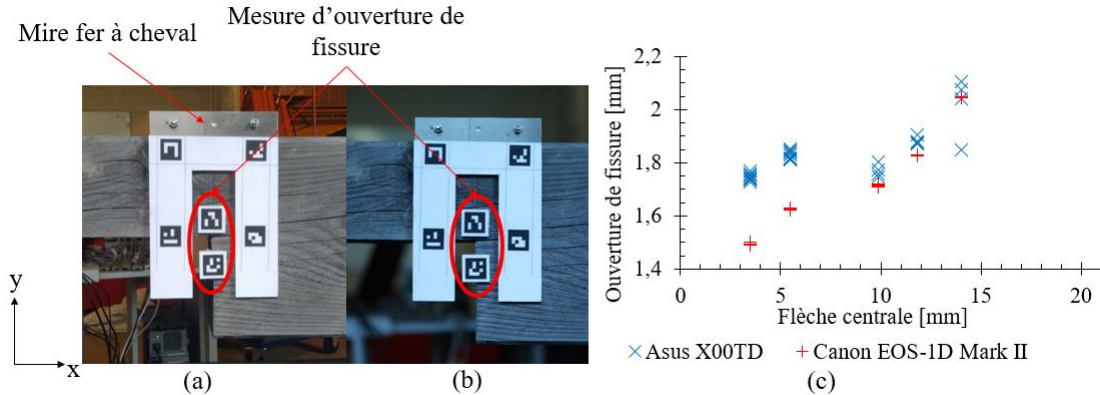 Mire fer à cheval
Mesure d'ouverture de
fissure
y
x
(a)
(b)
Ouverture de fissure [mm]
2,2
2
1,8
1,6
1,4
0
5
10
15
20
Flèche centrale [mm]
Asus X00TD
Canon EOS-1D Mark II
(c)